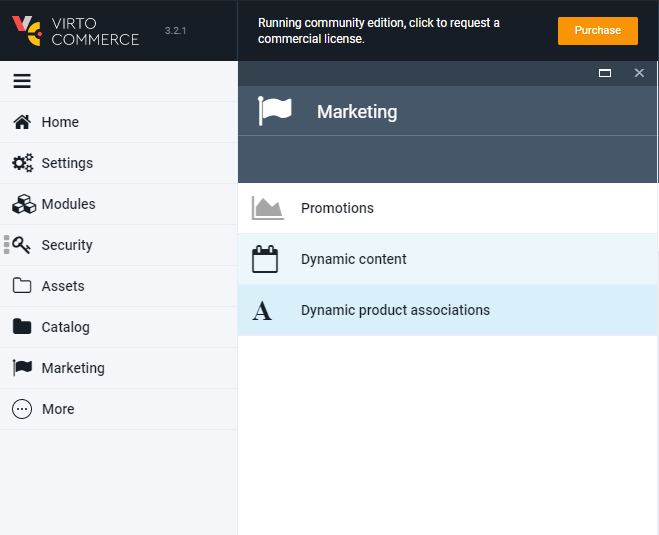 VIRTO
COMMERCE
3.2.1
Running community edition, click to request a
commercial license.
Purchase
Home
Settings
Modules
Security
Assets
Catalog
Marketing
More
Marketing
Promotions
Dynamic content
A
Dynamic product associations